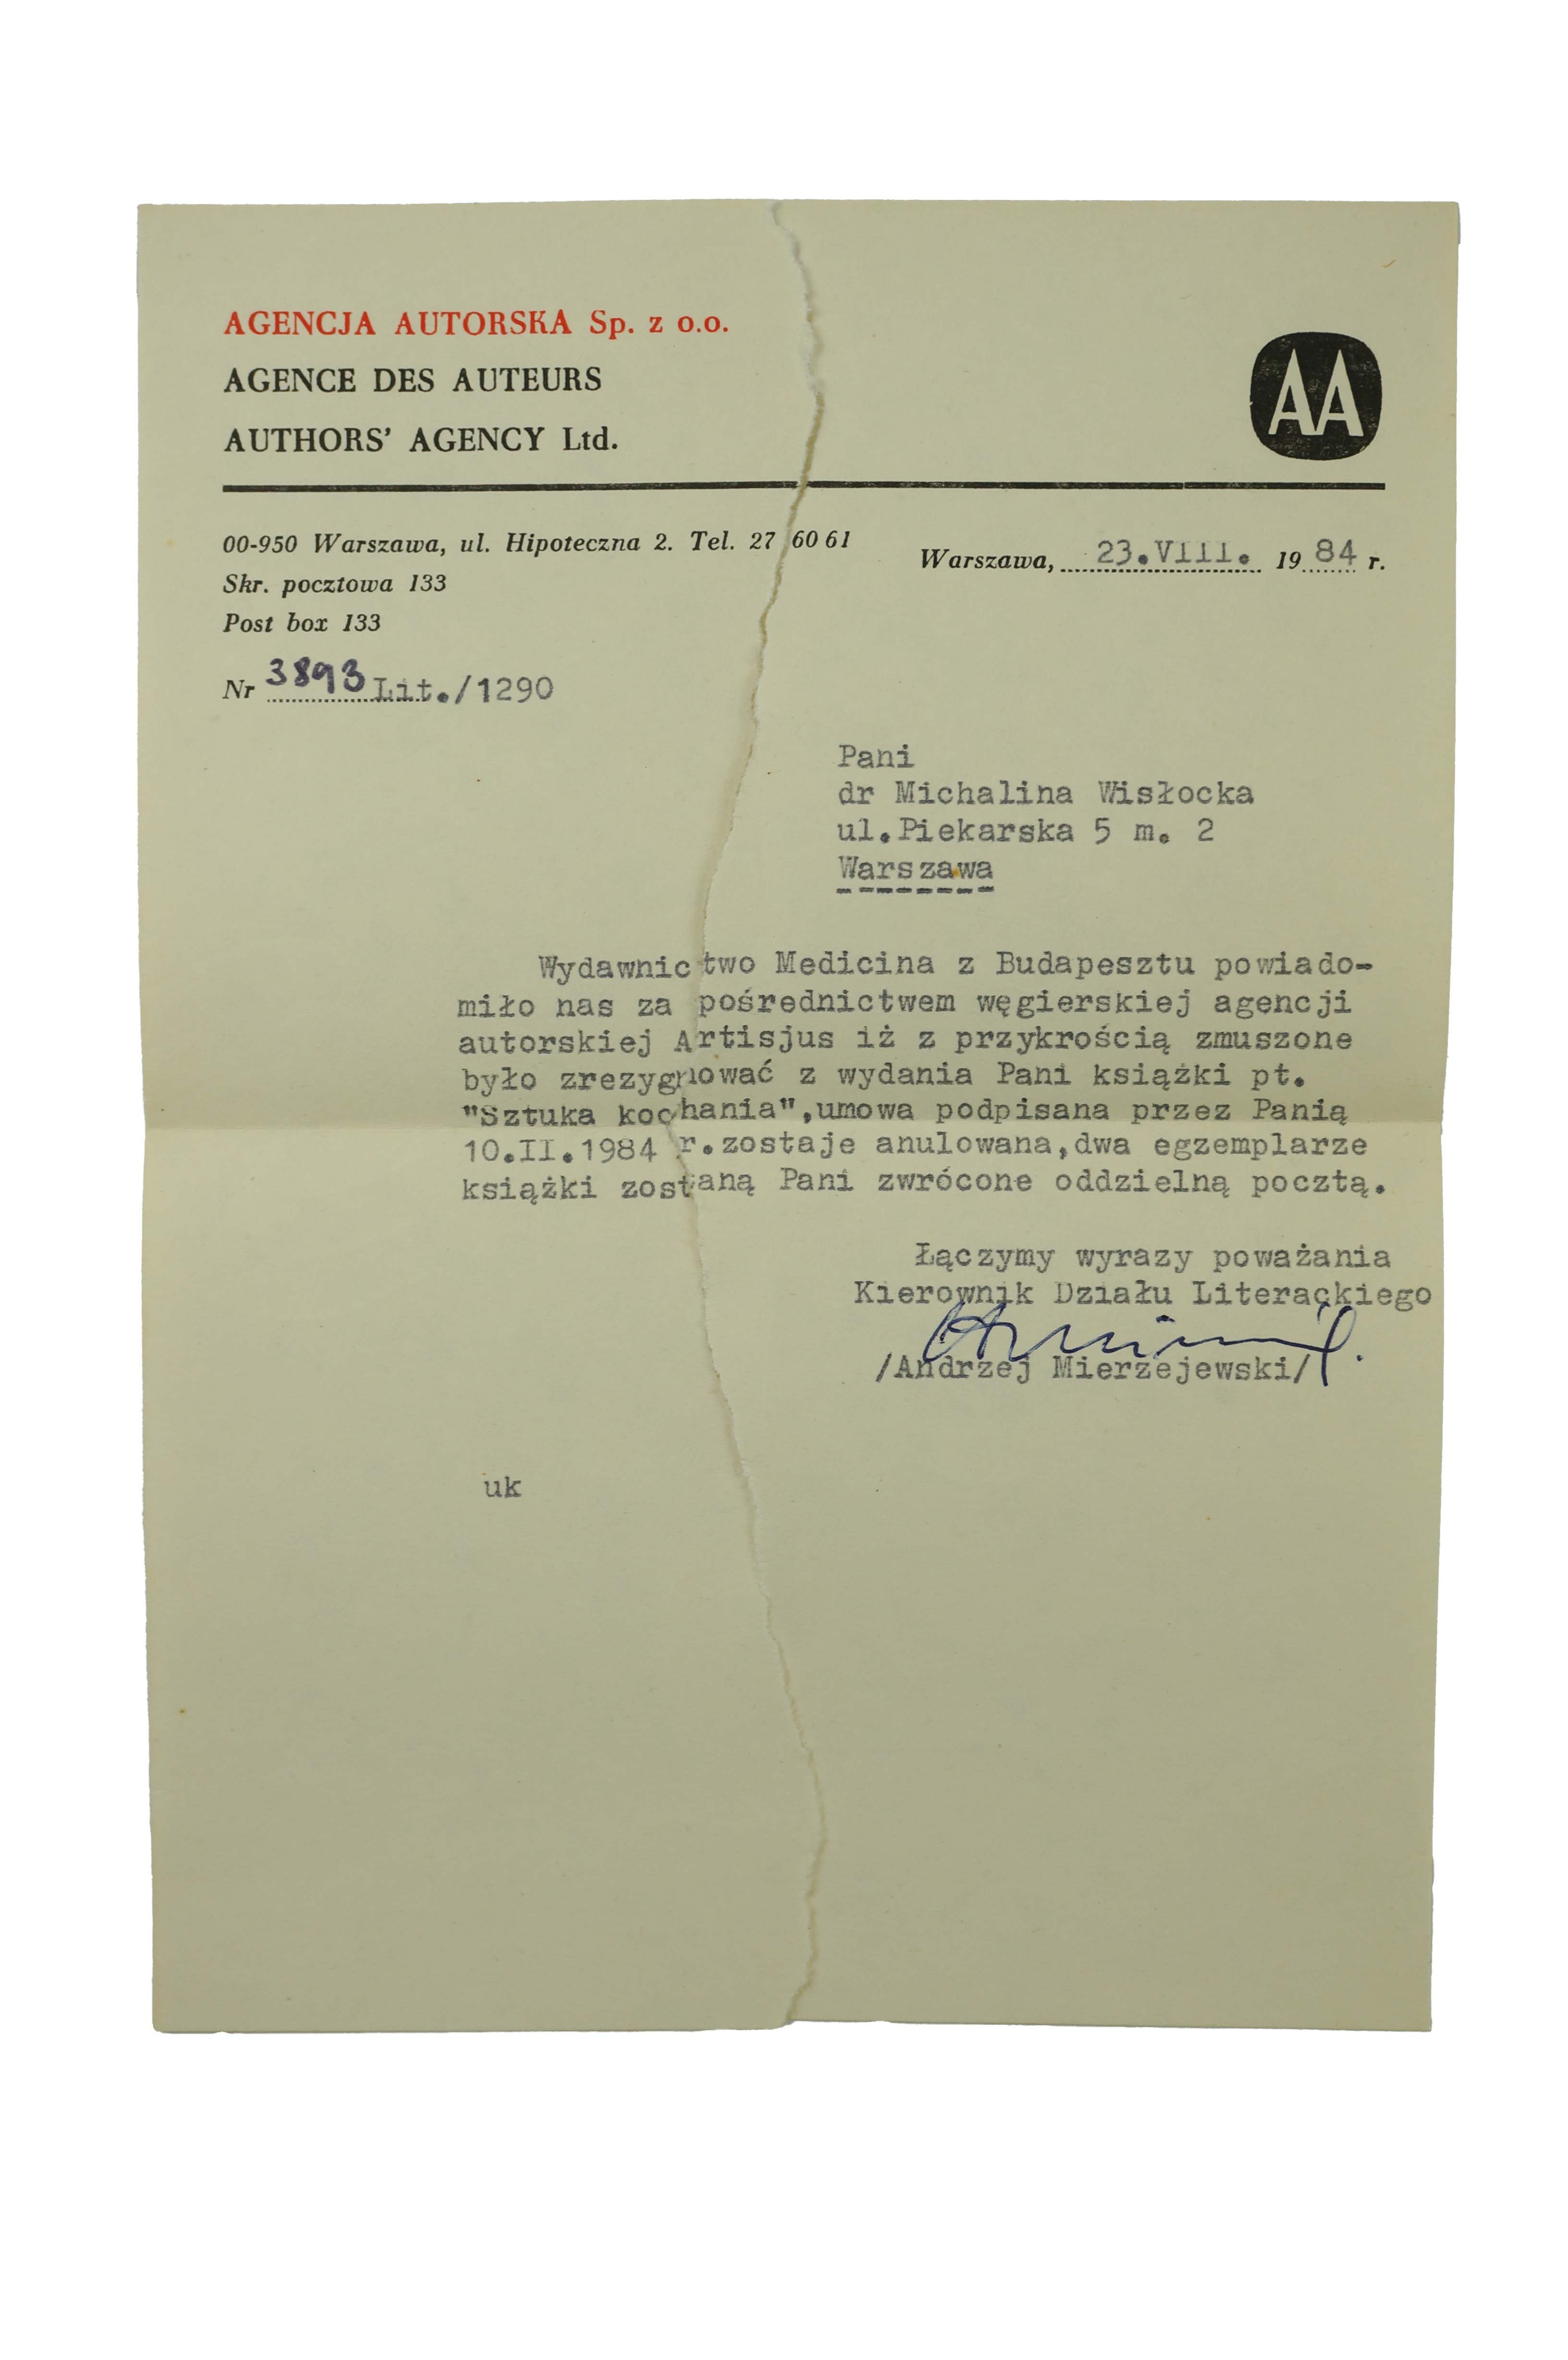 AGENCJA AUTORSKA Sp. z o.o.
AGENCE DES AUTEURS
AUTHORS' AGENCY Ltd.
AA
00-950 Warszawa, ul. Hipoteczna 2. Tel. 27 60 61
Warszawa, 23.VIII. 1984 r.
Skr. pocztowa 133
Post box 133
Nr 3893 Lit./1290
Pani
dr Michalina Wisłocka
ul.Piekarska 5 m. 2
Warszawa
Wydawnictwo Medicina z Budapesztu powiado-
miło nas za pośrednictwem węgierskiej agencji
autorskiej Artisjus iż z przykrością zmuszone
było zrezygnować z wydania Pani książki pt.
"Sztuka kochania",umowa podpisana przez Panią
10.II.1984 r.zostaje anulowana,dwa egzemplarze
książki zostaną Pani zwrócone oddzielną pocztą.
Łączymy wyrazy poważania
Kierownik Działu Literackiego
/Andrzej Mierzejewski/
uk